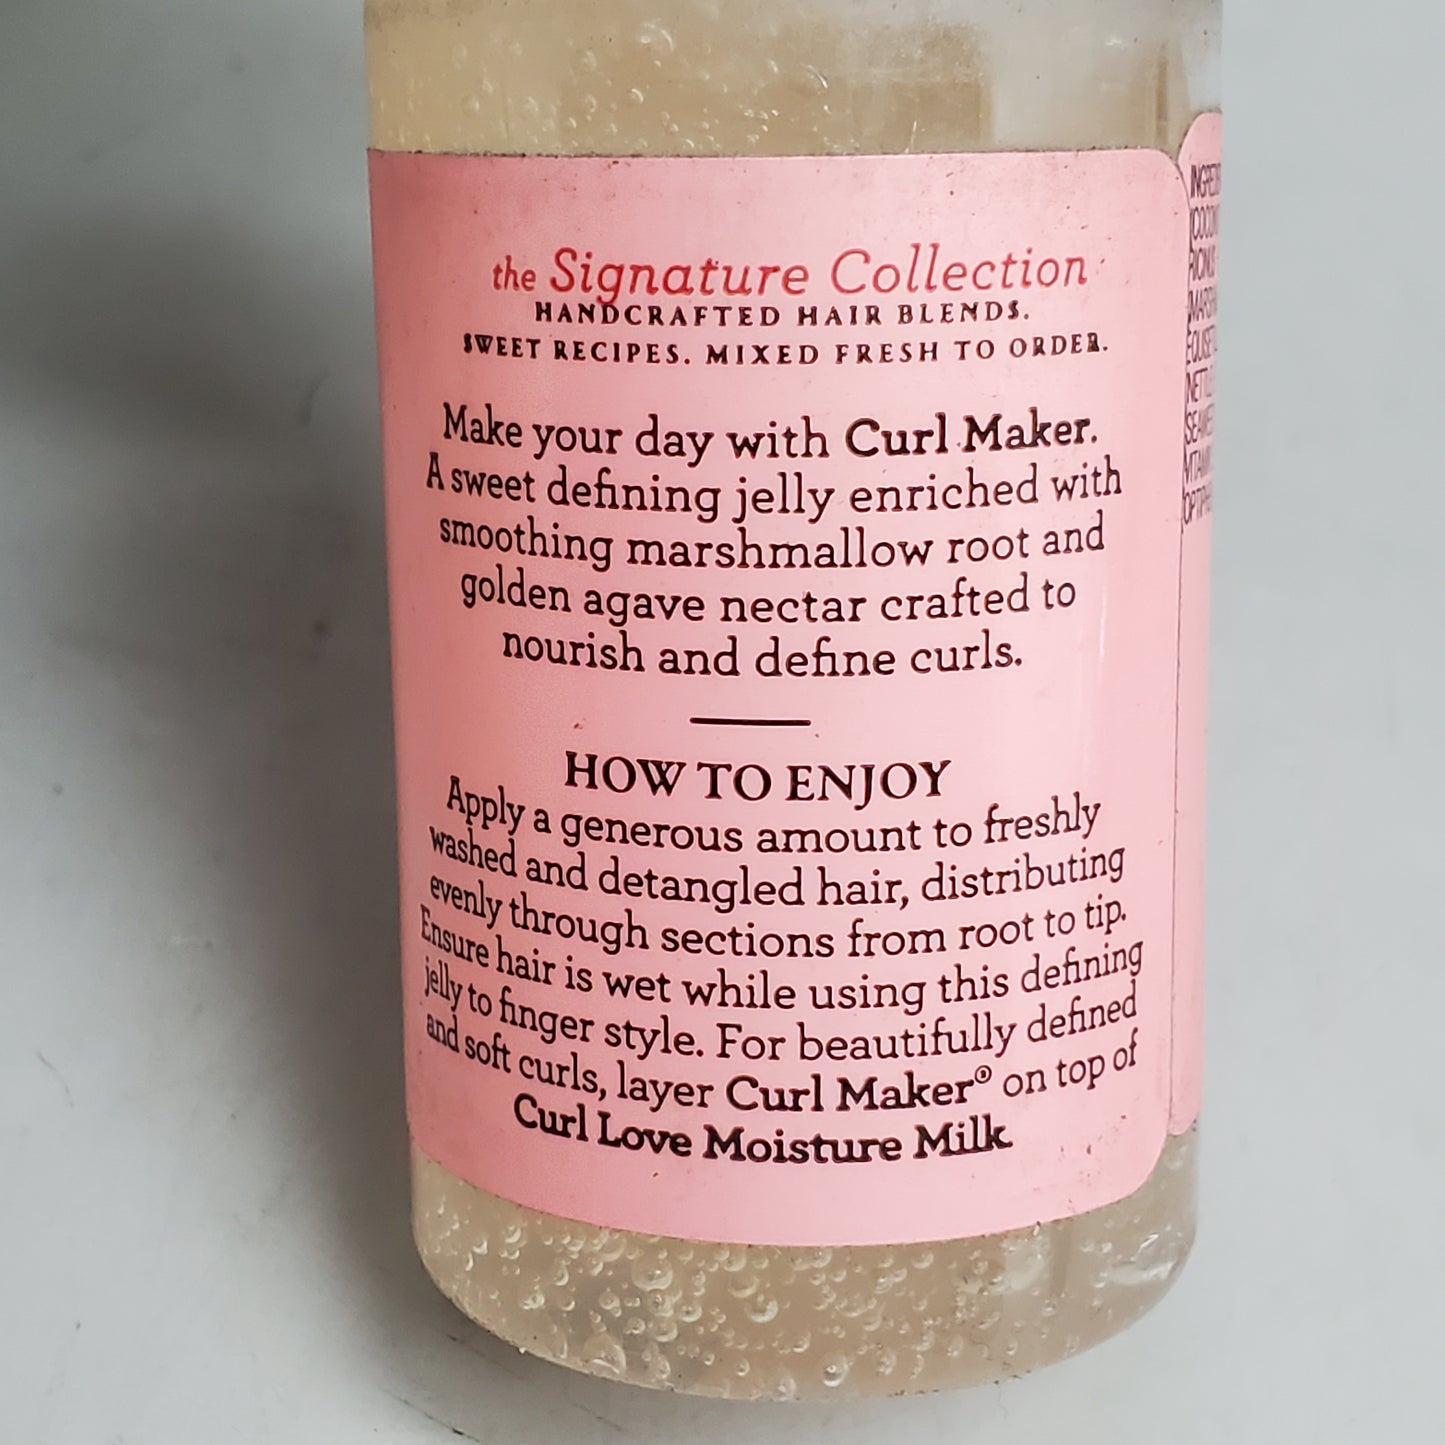 the Signature Collection
HANDCRAFTED HAIR BLENDS.
SWEET RECIPES. MIXED FRESH TO ORDER.
Make your day with Curl Maker.
A sweet defining jelly enriched with
smoothing marshmallow root and
golden agave nectar crafted to
nourish and define curls.
HOW TO ENJOY
Apply a generous amount to freshly
washed and detangled hair, distributing
evenly through sections from root to tip.
Ensure hair is wet while using this defining
jelly to finger style. For beautifully defined
and soft curls, layer Curl Maker® on top of
Curl Love Moisture Milk.